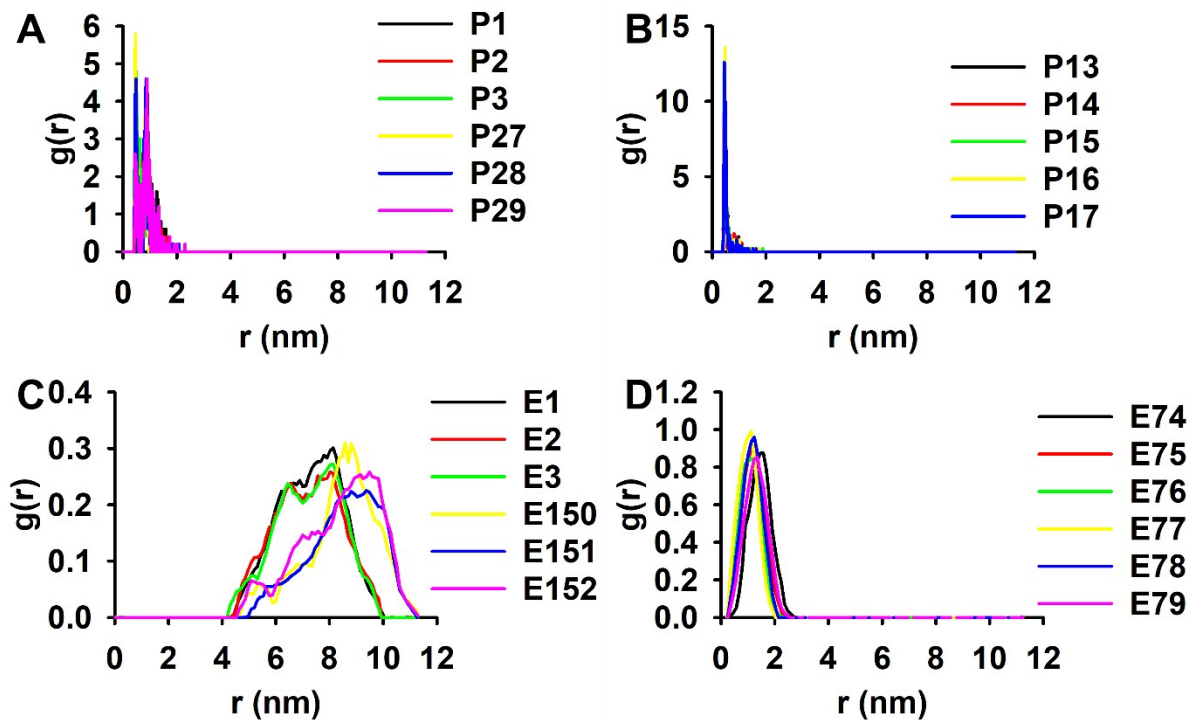 A
g(r)
6
5
4
3
2
1
0
0 2 4 6 8 10 12
r (nm)
P1
P2
P3
P27
P28
P29
B
g(r)
15
10
5
0
0 2 4 6 8 10 12
r (nm)
P13
P14
P15
P16
P17
C
g(r)
0.4
0.3
0.2
0.1
0.0
0 2 4 6 8 10 12
r (nm)
E1
E2
E3
E150
E151
E152
D
g(r)
1.2
1.0
0.8
0.6
0.4
0.2
0.0
0 2 4 6 8 10 12
r (nm)
E74
E75
E76
E77
E78
E79